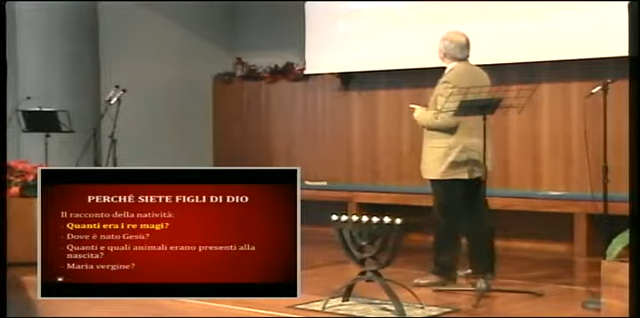 PERCHÉ SIETE FIGLI DI DIO
Il racconto della natività:
- Quanti era i re magi?
- Dove è nato Gesù?
- Quanti e quali animali erano presenti alla
nascita?
- Maria vergine?